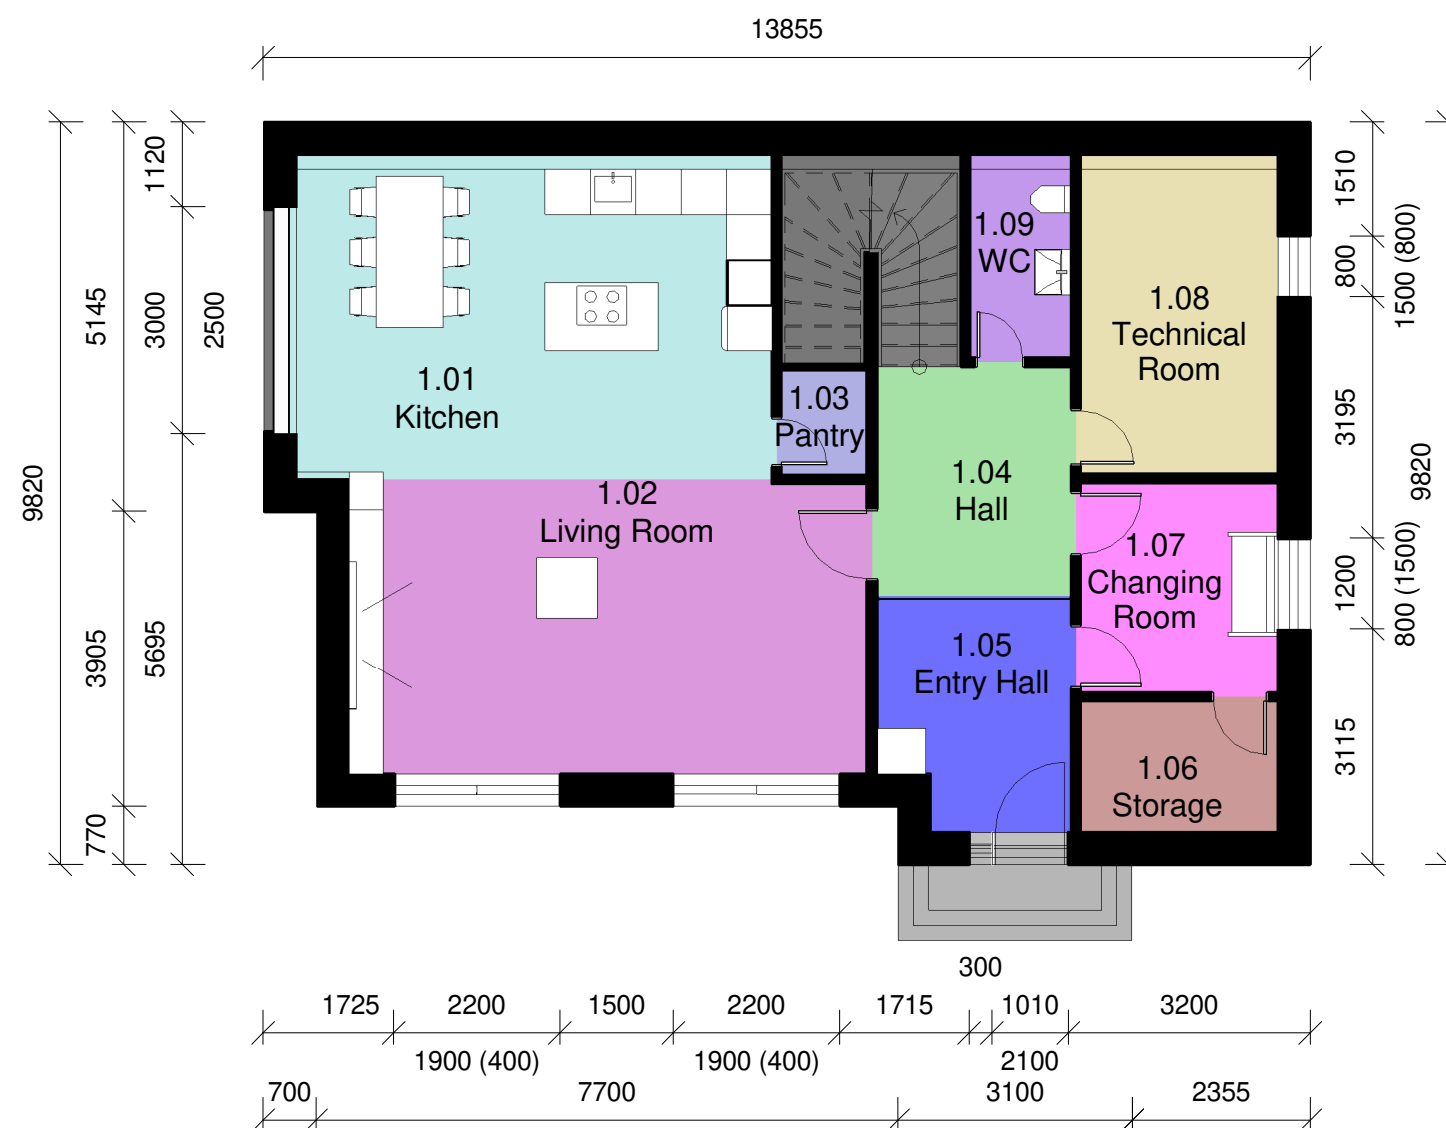 13855
1120
1510
1.09
WC
1500 (800)
800
1.08
Technical
Room
5145
3000
2500
1.01
Kitchen
1.03
Pantry
3195
9820
1.02
Living Room
1.04
Hall
9820
1.07
Changing
Room
1200
800 (1500)
3905
5695
1.05
Entry Hall
3115
1.06
Storage
770
300
1725 2200 1500 2200 1715 1010 3200
1900 (400) 1900 (400) 2100
700 7700 3100 2355